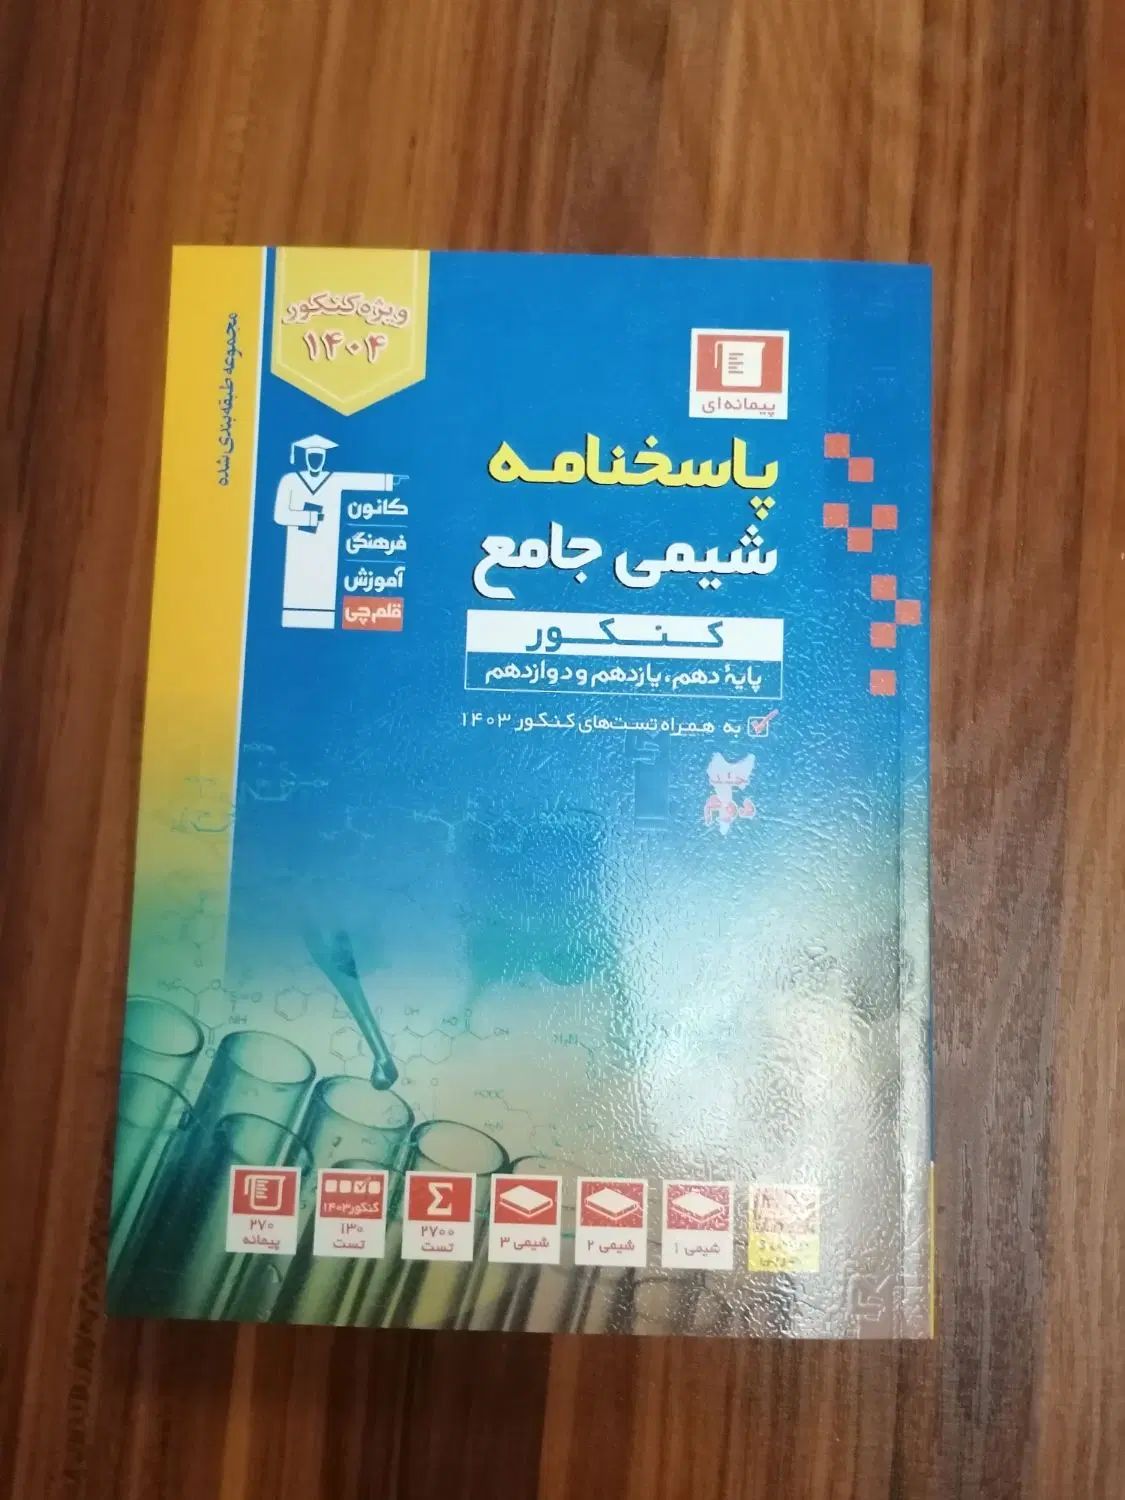 مجموعه طبقه‌بندی شده
ویژه کنکور
۱۴۰۴
پیمانه‌ای
کانون
فرهنگی
آموزش
قلم‌چی
پاسخنامه
شیمی جامع
کنکور
پایهٔ دهم، یازدهم و دوازدهم
به همراه تست‌های کنکور ۱۴۰۳
جلد
دوم
شیمی ۱
شیمی ۲
شیمی ۳
۲۷۰۰
تست
کنکور ۱۴۰۳
۱۳۰
تست
۲۷۰
پیمانه